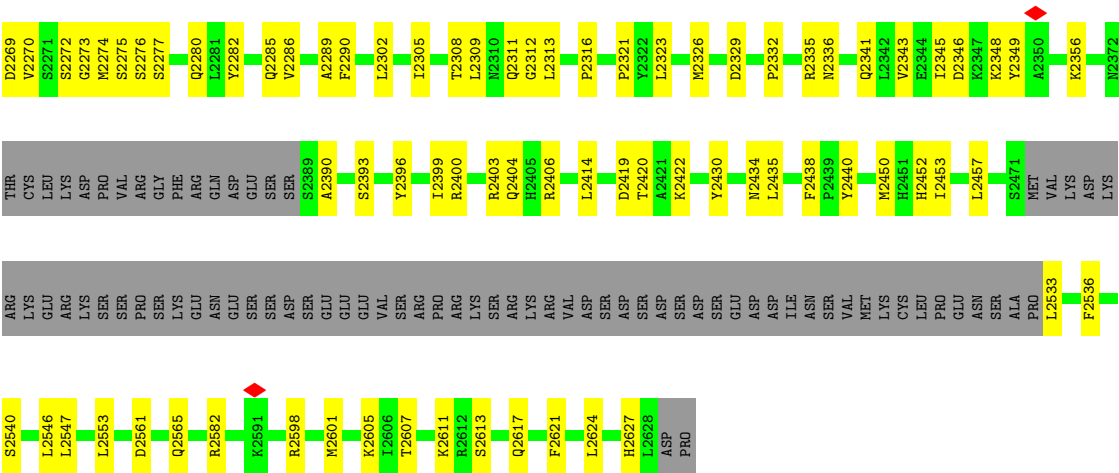 D2269 V2270 S2271 S2272 G2273 M2274 S2275 S2276 S2277 Q2280 L2281 Y2282 Q2285 V2286 A2289 F2290 L2302 I2305 T2308 L2309 N2310 Q2311 G2312 L2313 P2316 P2321 Y2322 L2323 M2326 D2329 P2332 R2335 N2336 Q2341 L2342 V2343 E2344 I2345 D2346 K2347 K2348 Y2349 A2350 K2356 N2372
THR CYS LEU LYS ASP PRO VAL ARG GLY PHE ARG GLN ASP GLU SER SER S2389 A2390 S2393 Y2396 I2399 R2400 R2403 Q2404 H2405 R2406 L2414 D2419 T2420 A2421 K2422 Y2430 N2434 L2435 F2438 P2439 Y2440 M2450 H2451 H2452 I2453 L2457 S2471 MET VAL LYS ASP LYS
ARG LYS GLU ARG LYS SER SER PRO SER LYS GLU ASN GLU SER SER ASP SER GLU GLU GLU VAL SER ARG PRO ARG LYS SER ARG LYS ARG VAL ASP SER ASP SER ASP SER ASP SER GLU ASP ASP ILE ASN SER VAL MET LYS CYS LEU PRO GLU ASN SER ALA PRO L2533 F2536
S2540 L2546 L2547 L2553 D2561 Q2565 R2582 K2591 R2598 M2601 K2605 I2606 T2607 K2611 R2612 S2613 Q2617 F2621 L2624 H2627 L2628 ASP PRO